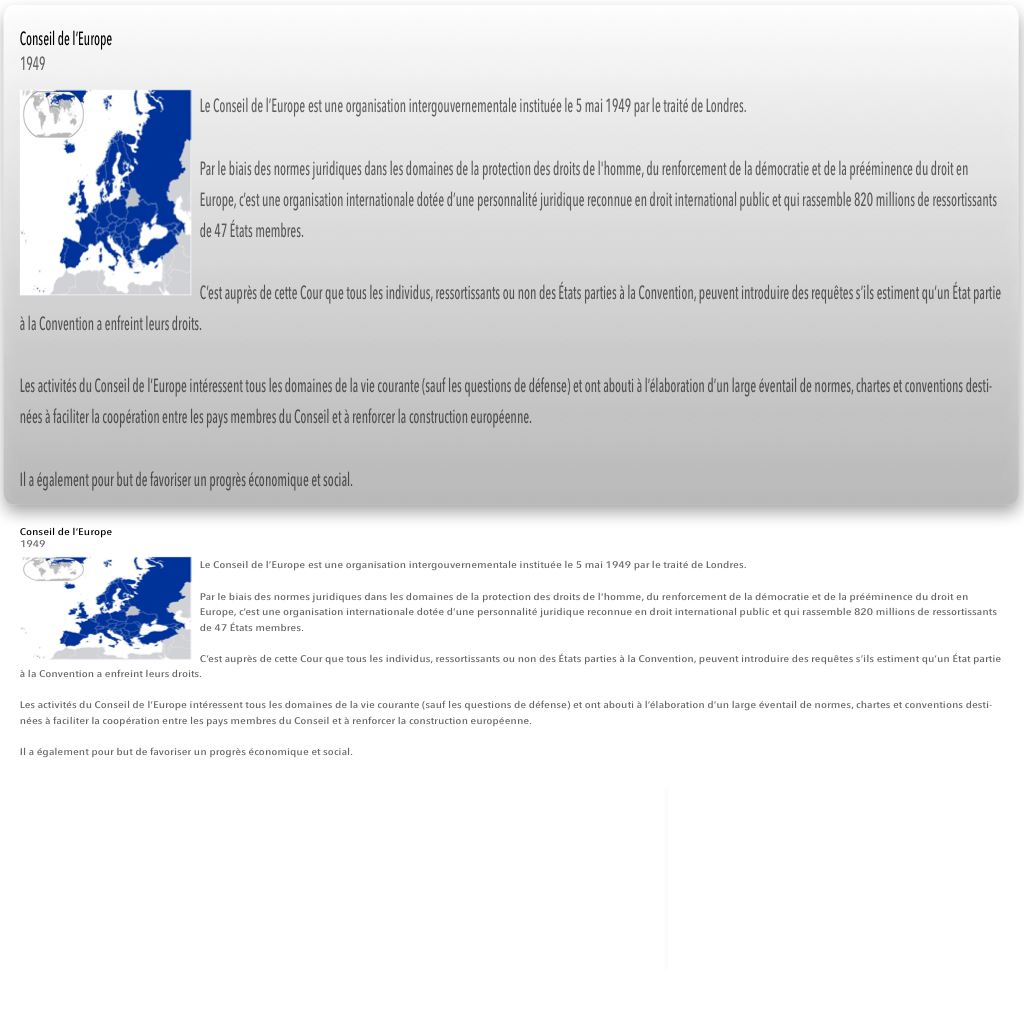 Conseil de l'Europe
1949
Le Conseil de l'Europe est une organisation intergouvernementale instituée le 5 mai 1949 par le traité de Londres.
Par le biais des normes juridiques dans les domaines de la protection des droits de l'homme, du renforcement de la démocratie et de la prééminence du droit en
Europe, c'est une organisation internationale dotée d'une personnalité juridique reconnue en droit international public et qui rassemble 820 millions de ressortissants
de 47 États membres.
C'est auprès de cette Cour que tous les individus, ressortissants ou non des États parties à la Convention, peuvent introduire des requêtes s'ils estiment qu'un État partie
à la Convention a enfreint leurs droits.
Les activités du Conseil de l'Europe intéressent tous les domaines de la vie courante (sauf les questions de défense) et ont abouti à l'élaboration d'un large éventail de normes, chartes et conventions desti-
nées à faciliter la coopération entre les pays membres du Conseil et à renforcer la construction européenne.
Il a également pour but de favoriser un progrès économique et social.
Conseil de l'Europe
1949
Le Conseil de l'Europe est une organisation intergouvernementale instituée le 5 mai 1949 par le traité de Londres.
Par le biais des normes juridiques dans les domaines de la protection des droits de l'homme, du renforcement de la démocratie et de la prééminence du droit en
Europe, c'est une organisation internationale dotée d'une personnalité juridique reconnue en droit international public et qui rassemble 820 millions de ressortissants
de 47 États membres.
C'est auprès de cette Cour que tous les individus, ressortissants ou non des États parties à la Convention, peuvent introduire des requêtes s'ils estiment qu'un État partie
à la Convention a enfreint leurs droits.
Les activités du Conseil de l'Europe intéressent tous les domaines de la vie courante (sauf les questions de défense) et ont abouti à l'élaboration d'un large éventail de normes, chartes et conventions desti-
nées à faciliter la coopération entre les pays membres du Conseil et à renforcer la construction européenne.
Il a également pour but de favoriser un progrès économique et social.